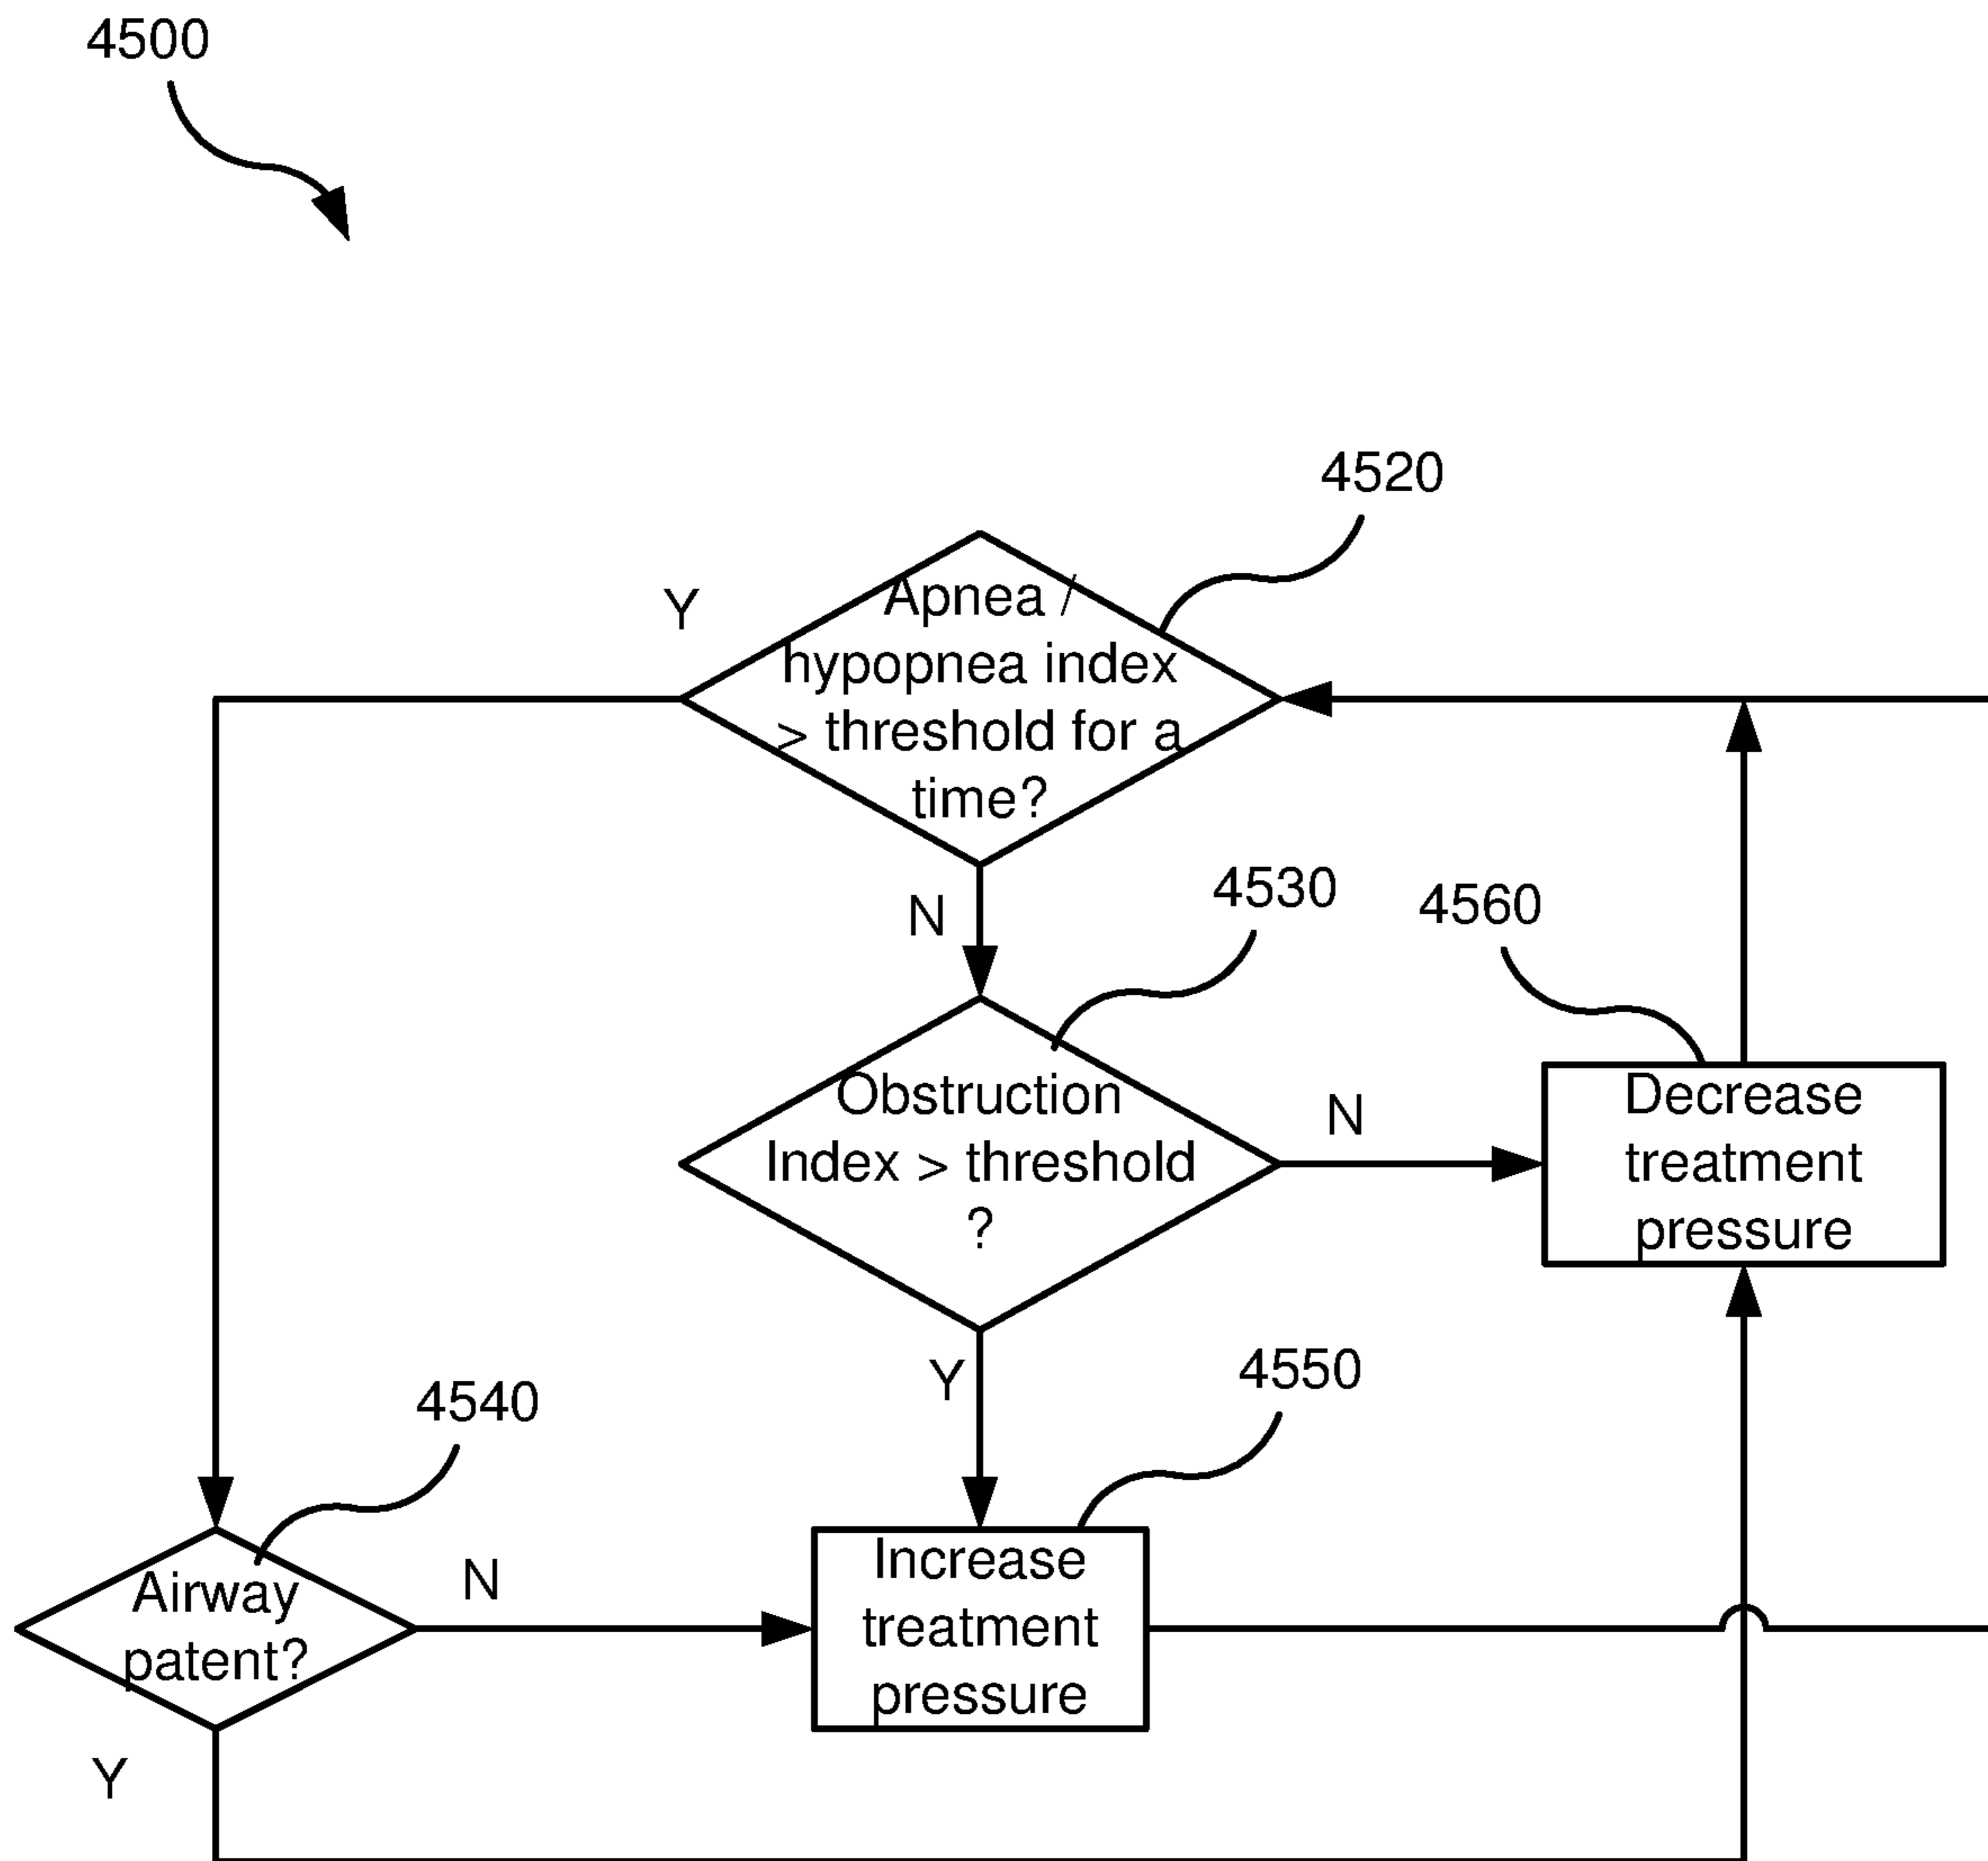 4500
4520
Y
Apnea /
hypopnea index
> threshold for a
time?
N
4530
4560
Obstruction
Index > threshold
?
N
Decrease
treatment
pressure
Y
4550
4540
Airway
patent?
N
Increase
treatment
pressure
Y